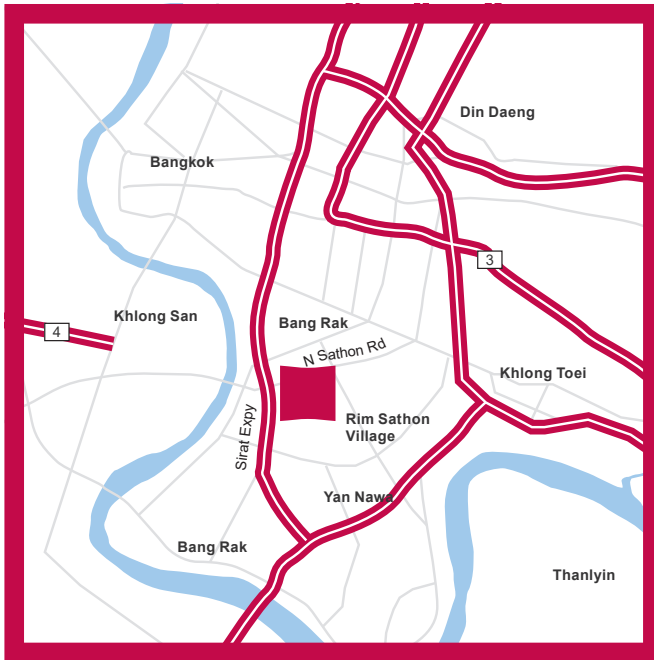 Din Daeng
Bangkok
3
Khlong San
Bang Rak
4
N Sathon Rd
Khlong Toei
Sirat Expy
Rim Sathon
Village
Yan Nawa
Bang Rak
Thanlyin